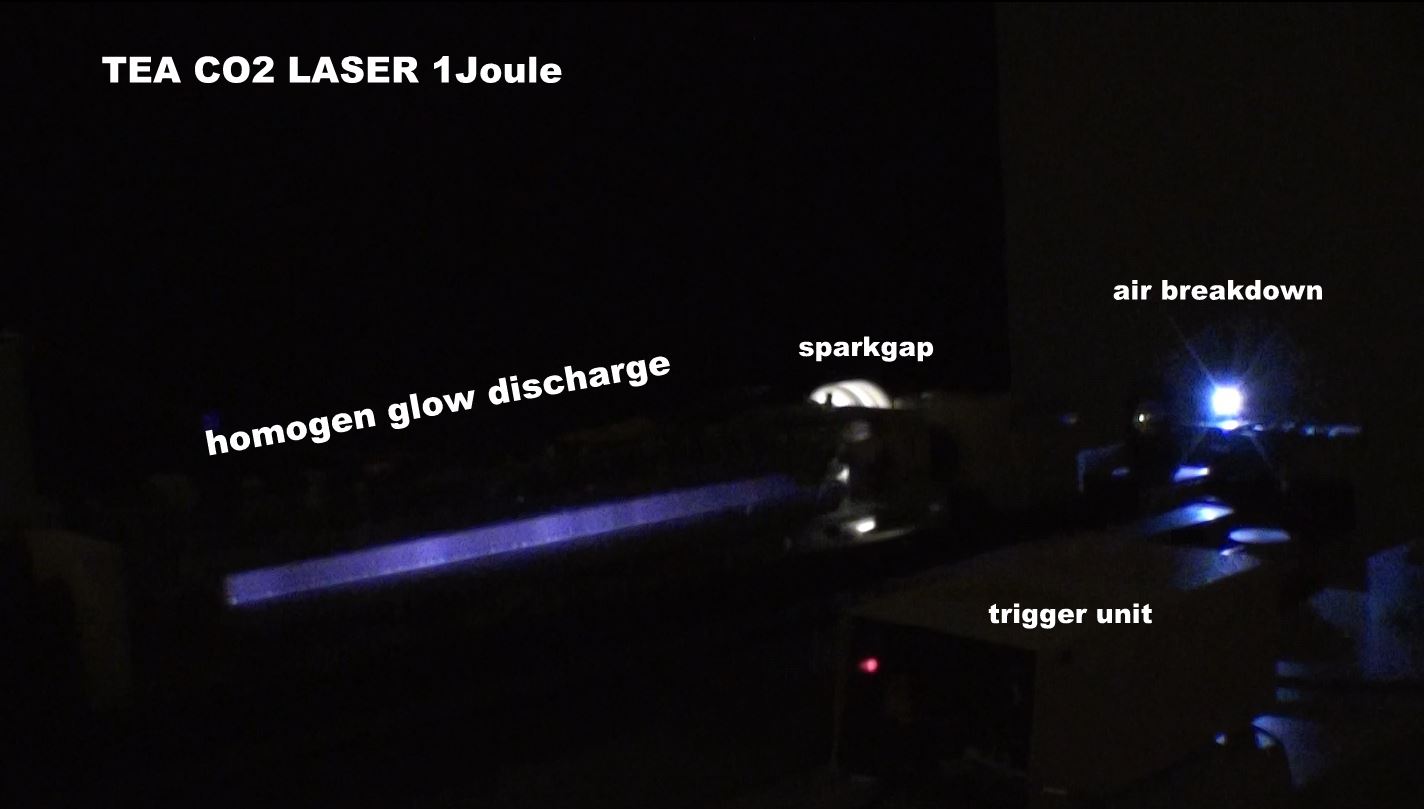 TEA CO2 LASER 1Joule
air breakdown
sparkgap
homogen glow discharge
trigger unit